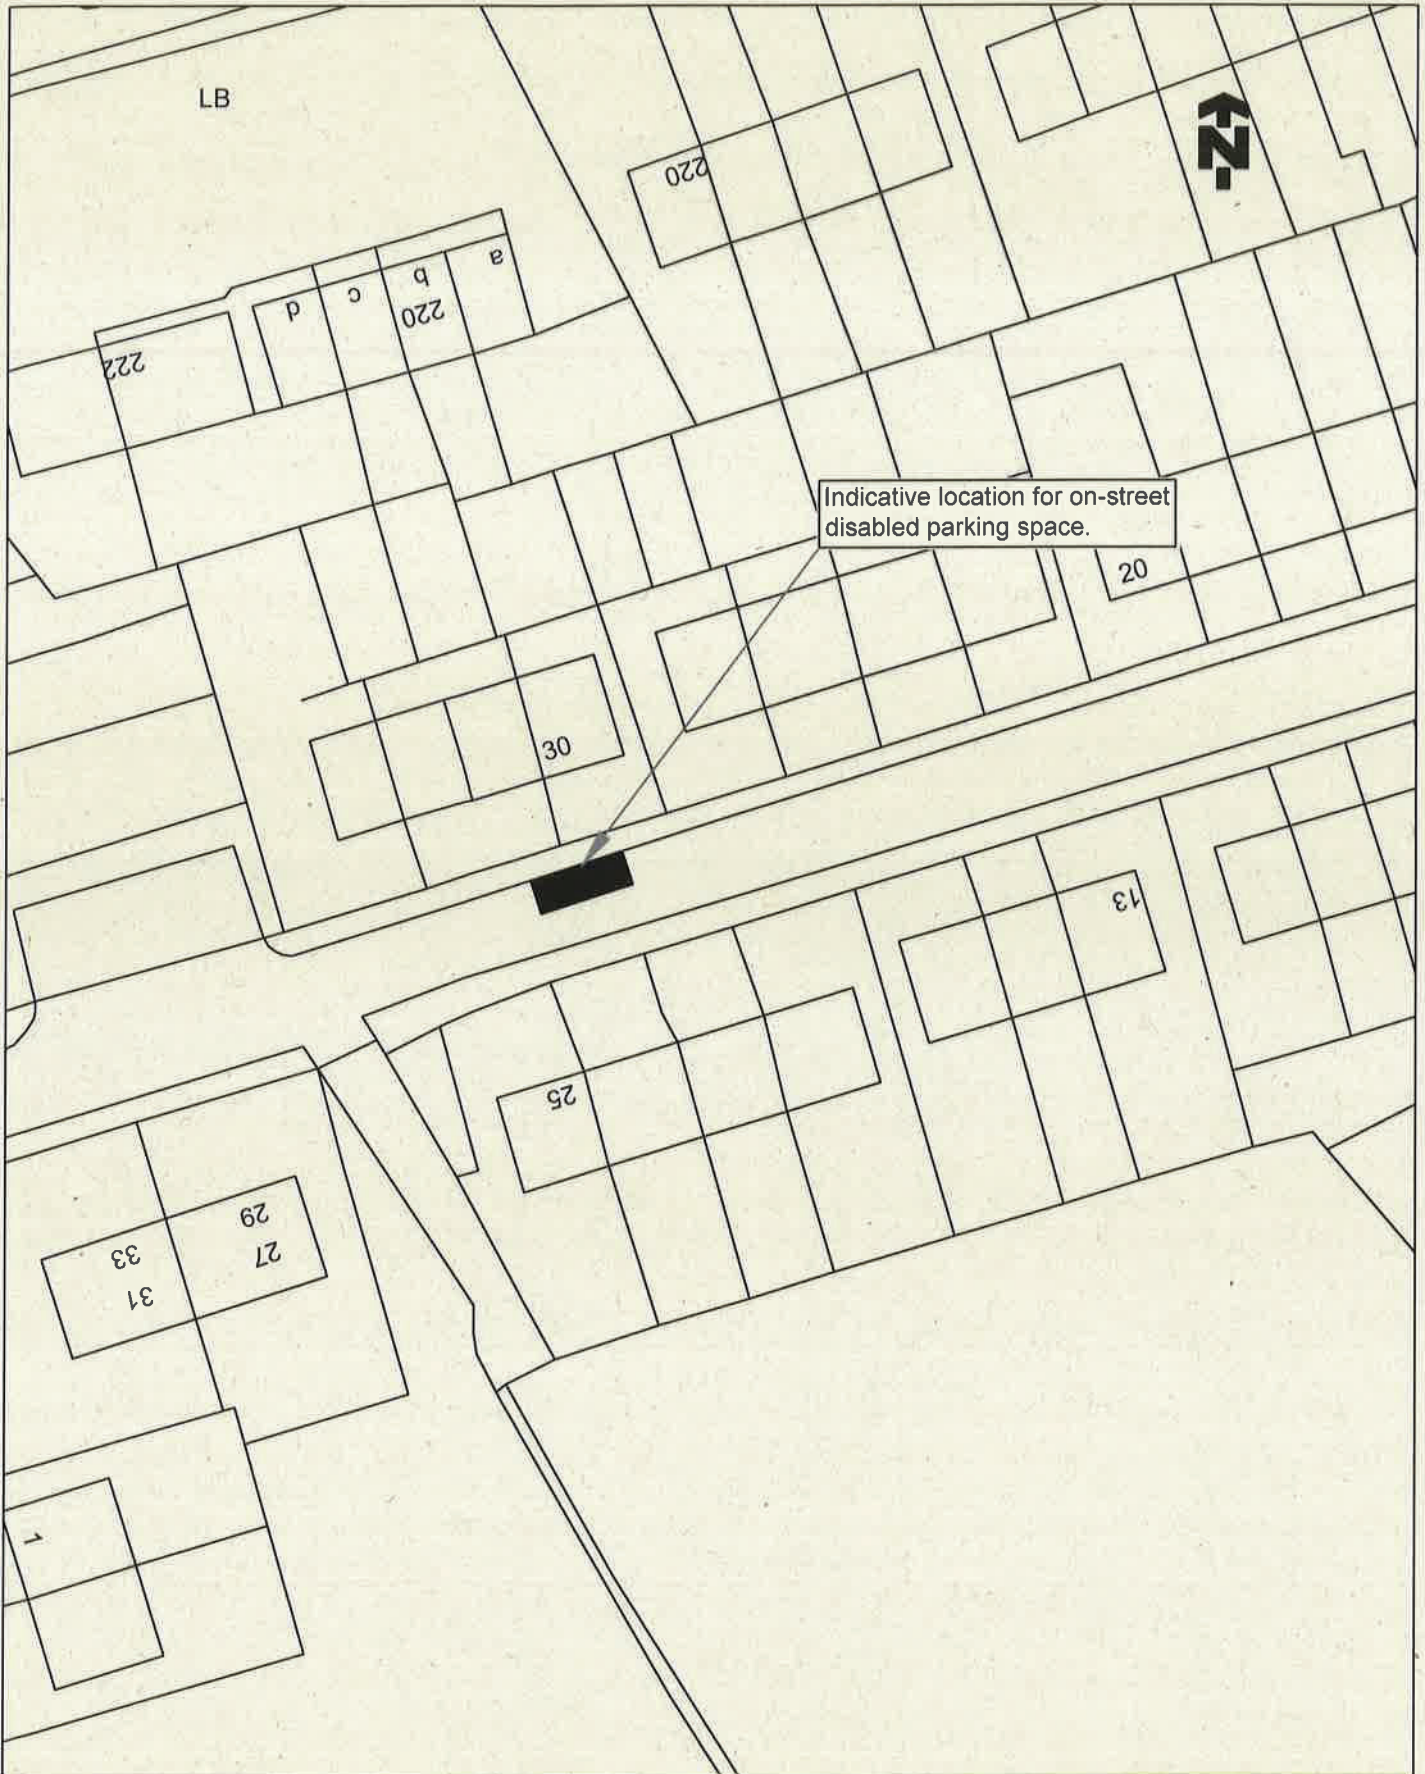 LB
N
220
a
b
c
d
220
222
Indicative location for on-street
disabled parking space.
20
30
13
25
29
27
33
31
1